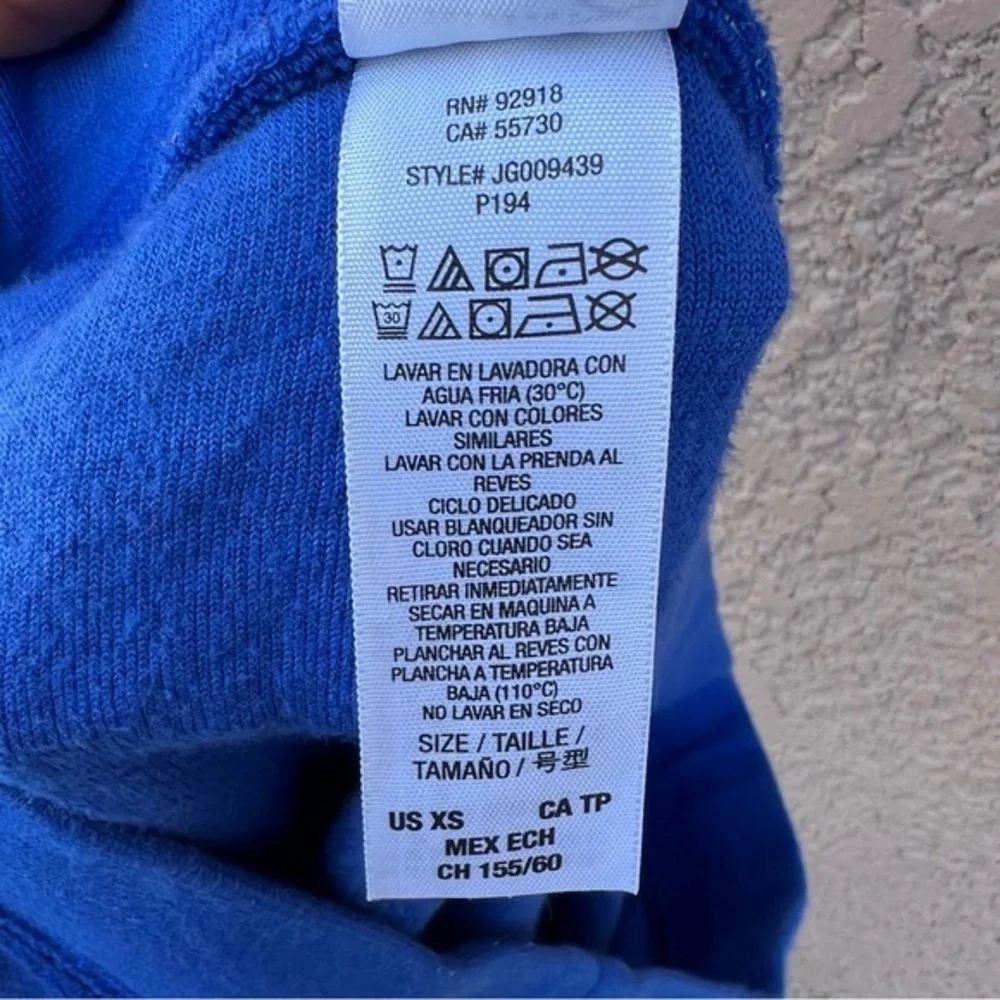 RN# 92918
CA# 55730
STYLE# JG009439
P194
30
LAVAR EN LAVADORA CON
AGUA FRIA (30°C)
LAVAR CON COLORES
SIMILARES
LAVAR CON LA PRENDA AL
REVES
CICLO DELICADO
USAR BLANQUEADOR SIN
CLORO CUANDO SEA
NECESARIO
RETIRAR INMEDIATAMENTE
SECAR EN MAQUINA A
TEMPERATURA BAJA
PLANCHAR AL REVES CON
PLANCHA A TEMPERATURA
BAJA (110°C)
NO LAVAR EN SECO
SIZE / TAILLE /
TAMAÑO / 号型
US XS CA TP
MEX ECH
CH 155/60